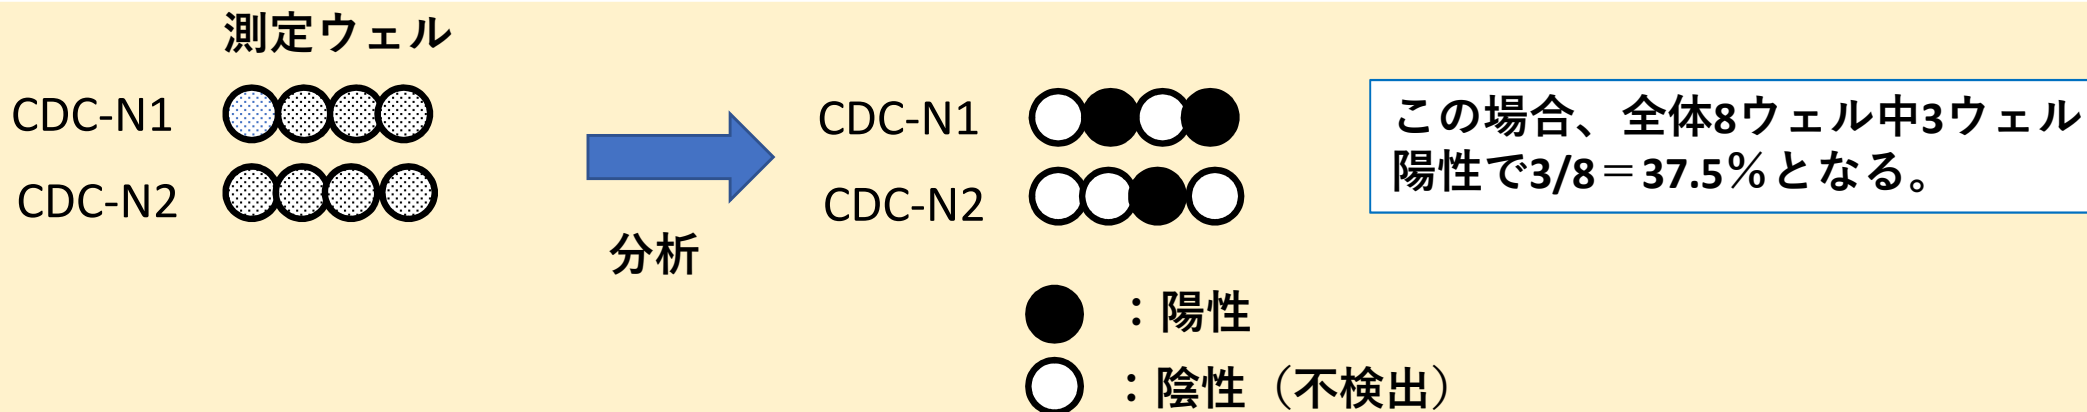 測定ウェル
CDC-N1
CDC-N2
分析
CDC-N1
CDC-N2
この場合、全体8ウェル中3ウェル
陽性で3/8＝37.5％となる。
：陽性
：陰性（不検出）